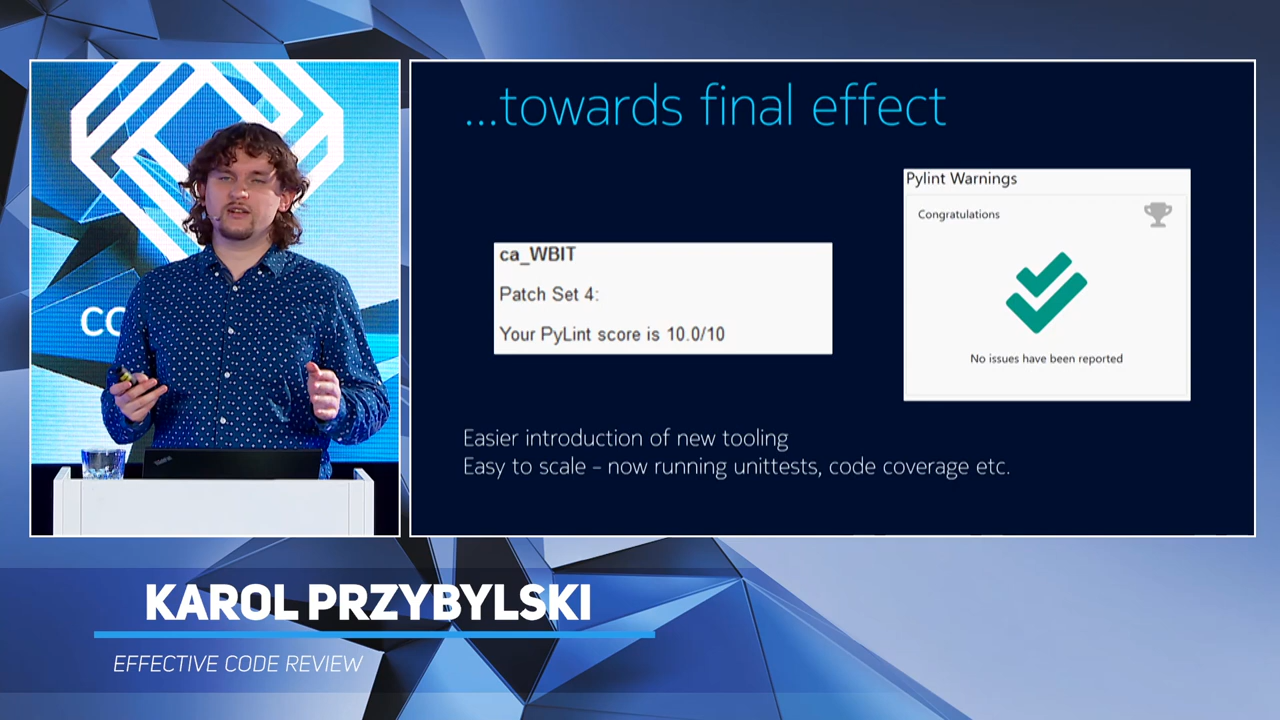 ...towards final effect
Pylint Warnings
Congratulations
ca_WBIT
Patch Set 4:
Your PyLint score is 10.0/10
No issues have been reported
Easier introduction of new tooling
Easy to scale – now running unittests, code coverage etc.
CO
KAROL PRZYBYLSKI
EFFECTIVE CODE REVIEW